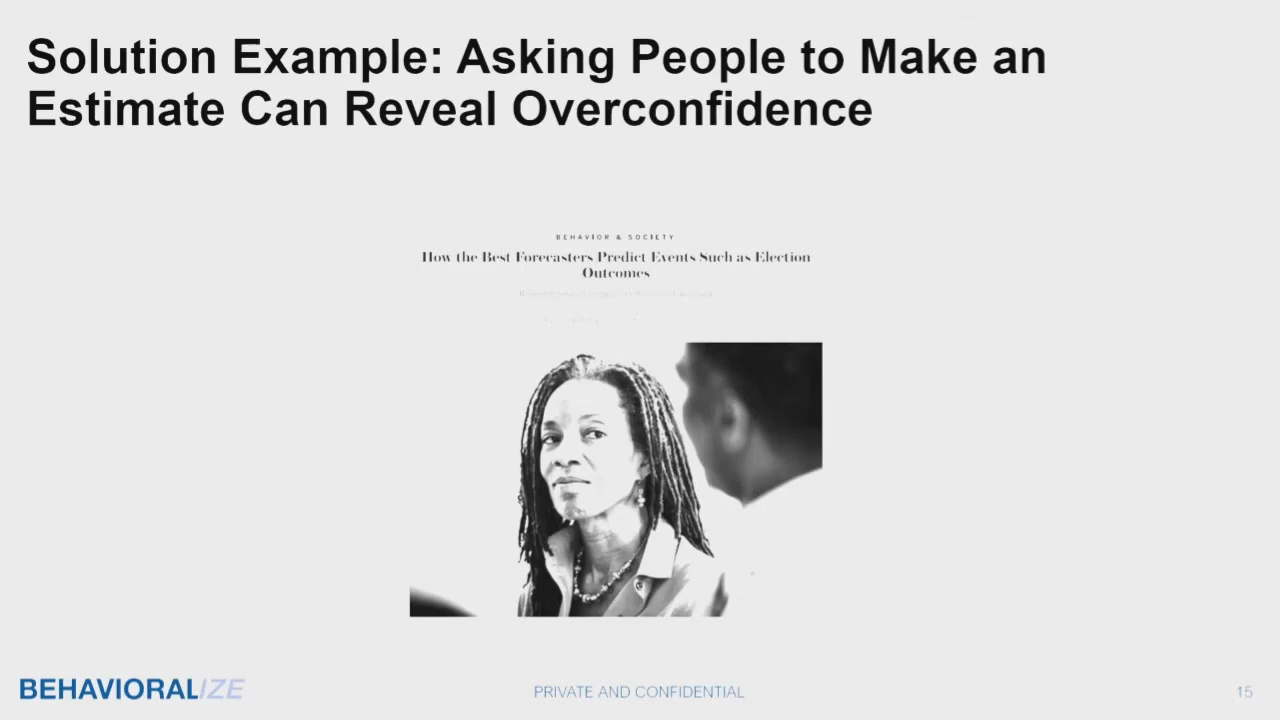 Solution Example: Asking People to Make an
Estimate Can Reveal Overconfidence
BEHAVIOR & SOCIETY
How the Best Forecasters Predict Events Such as Election
Outcomes
BEHAVIORALIZE
PRIVATE AND CONFIDENTIAL
15